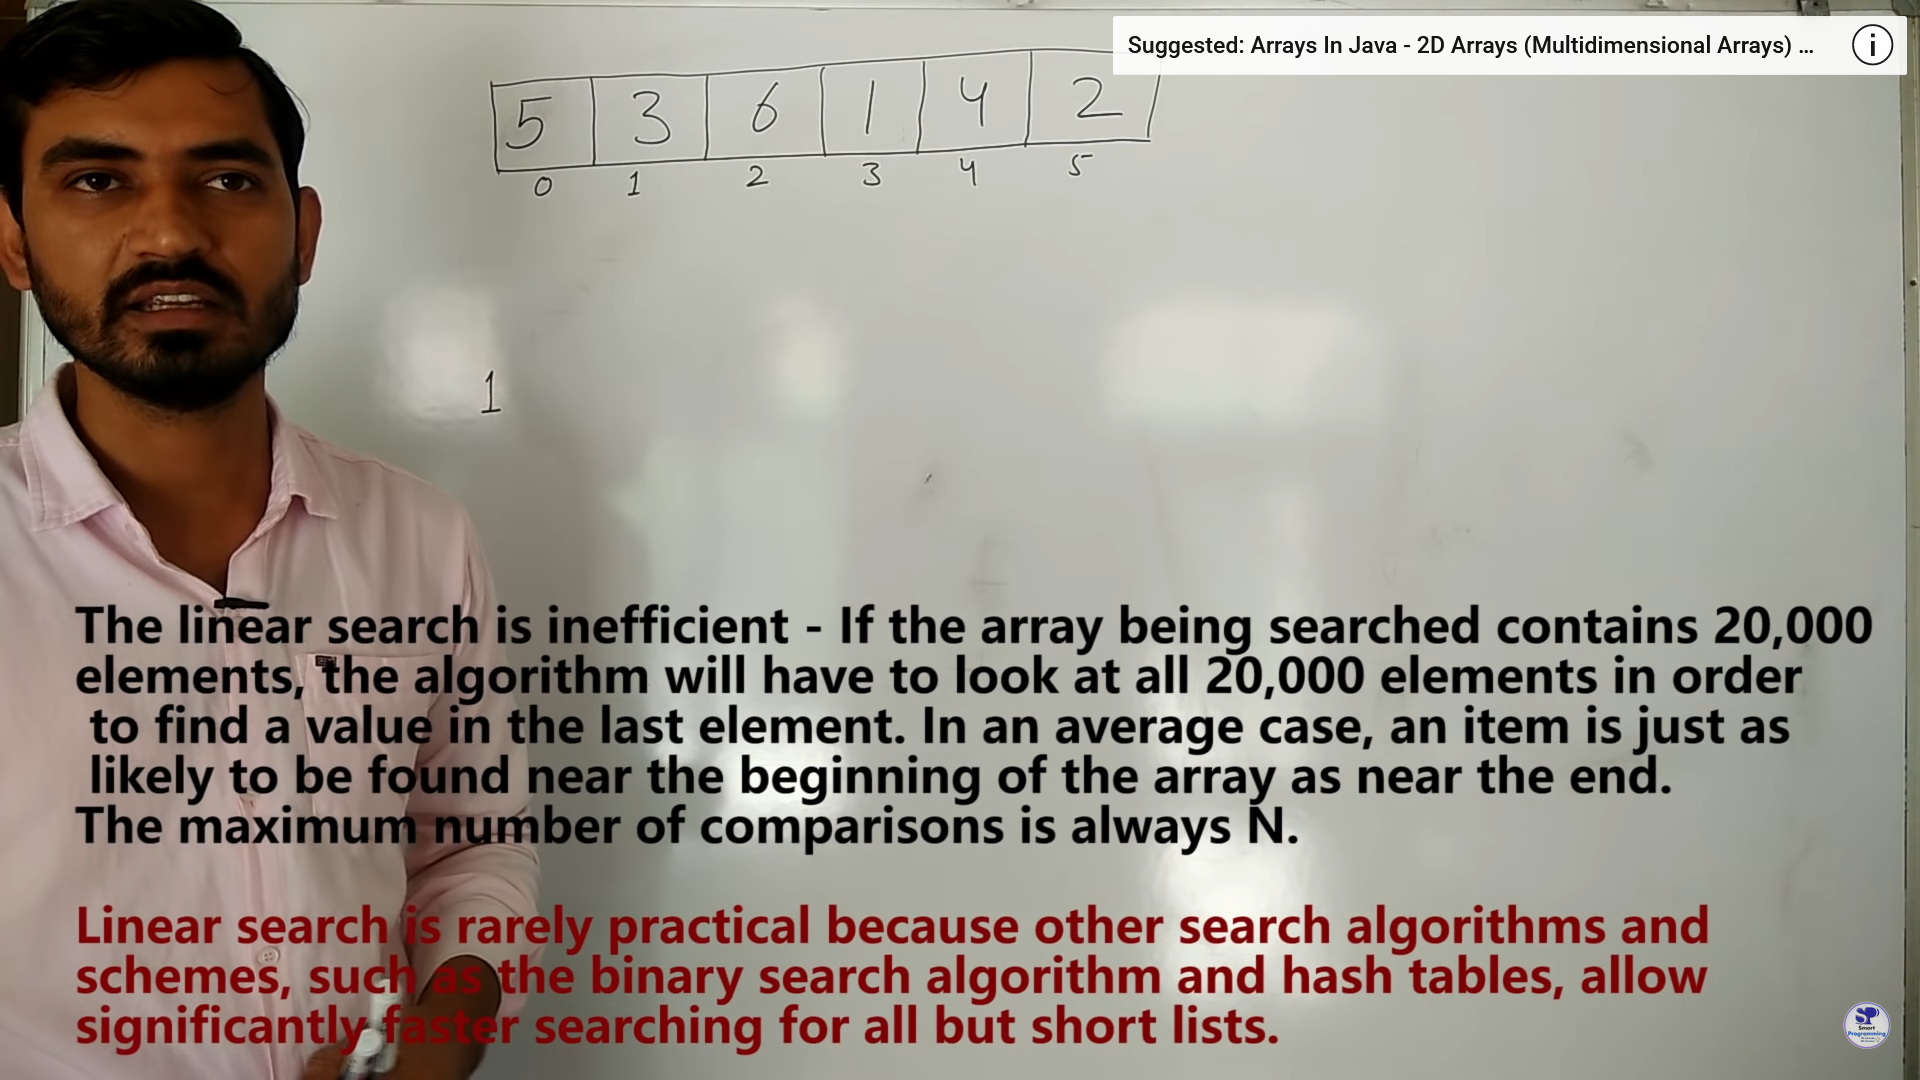 Suggested: Arrays In Java - 2D Arrays (Multidimensional Arrays) ...
5 3 6 1 4 2
0 1 2 3 4 5
1
The linear search is inefficient - If the array being searched contains 20,000
elements, the algorithm will have to look at all 20,000 elements in order
to find a value in the last element. In an average case, an item is just as
likely to be found near the beginning of the array as near the end.
The maximum number of comparisons is always N.
Linear search is rarely practical because other search algorithms and
schemes, such as the binary search algorithm and hash tables, allow
significantly faster searching for all but short lists.
SP
Smart
Programming